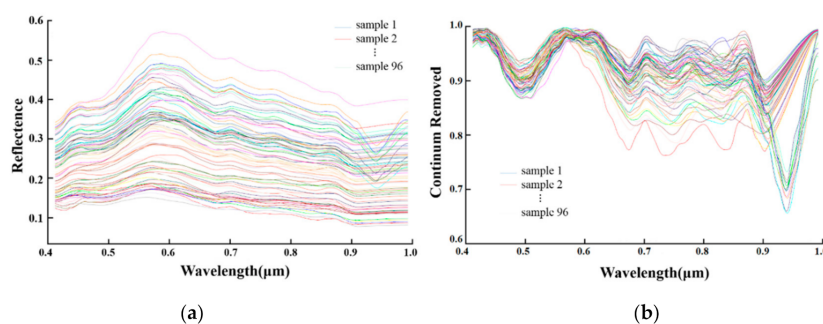 0.6
0.5
0.4
0.3
0.2
0.1
Reflectence
0.4 0.5 0.6 0.7 0.8 0.9 1.0
Wavelength(μm)
sample 1
sample 2
⋮
sample 96
(a)
1.0
0.9
0.8
0.7
0.6
Continum Removed
0.4 0.5 0.6 0.7 0.8 0.9 1.0
Wavelength(μm)
sample 1
sample 2
⋮
sample 96
(b)